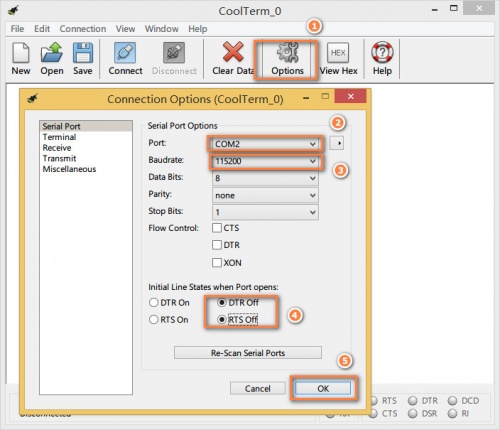 CoolTerm_0
File Edit Connection View Window Help
1
New Open Save Connect Disconnect Clear Data Options HEX View Hex Help
Connection Options (CoolTerm_0)
Serial Port
Terminal
Receive
Transmit
Miscellaneous
Serial Port Options
2
Port: COM2
Baudrate: 115200
3
Data Bits: 8
Parity: none
Stop Bits: 1
Flow Control: CTS
DTR
XON
Initial Line States when Port opens:
DTR On DTR Off
RTS On RTS Off
4
Re-Scan Serial Ports
5
Cancel OK
RTS DTR DCD
CTS DSR RI
Disconnected